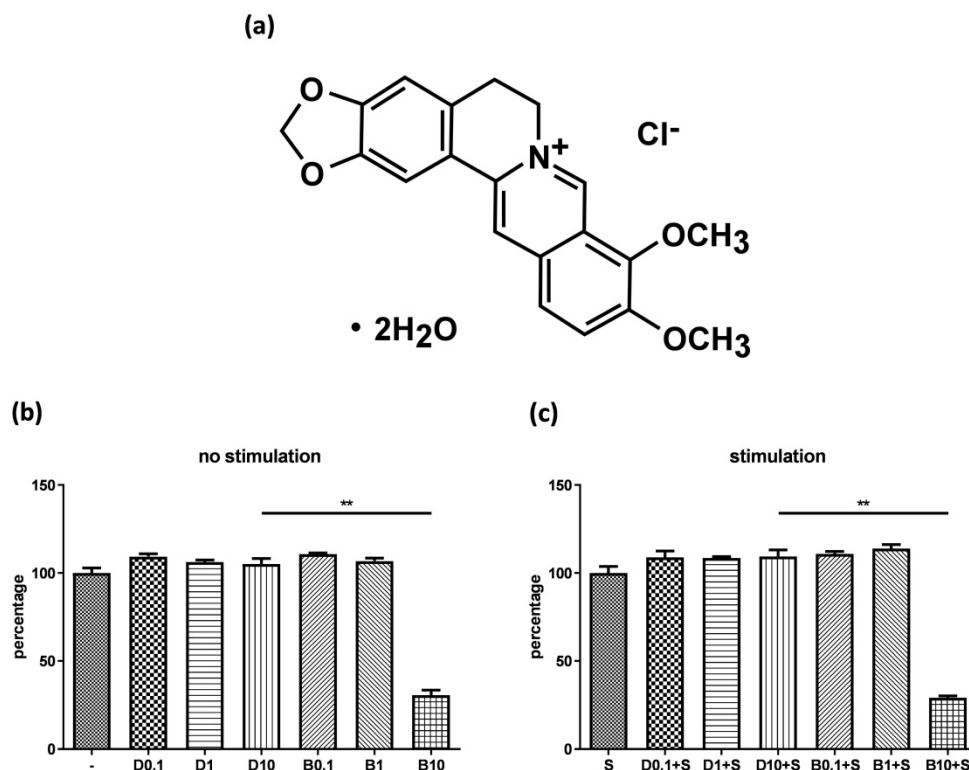 (a)
O
O
N+
Cl-
OCH3
OCH3
• 2H2O
(b)
no stimulation
percentage
150
100
50
0
**
- D0.1 D1 D10 B0.1 B1 B10
(c)
stimulation
percentage
150
100
50
0
**
S D0.1+S D1+S D10+S B0.1+S B1+S B10+S